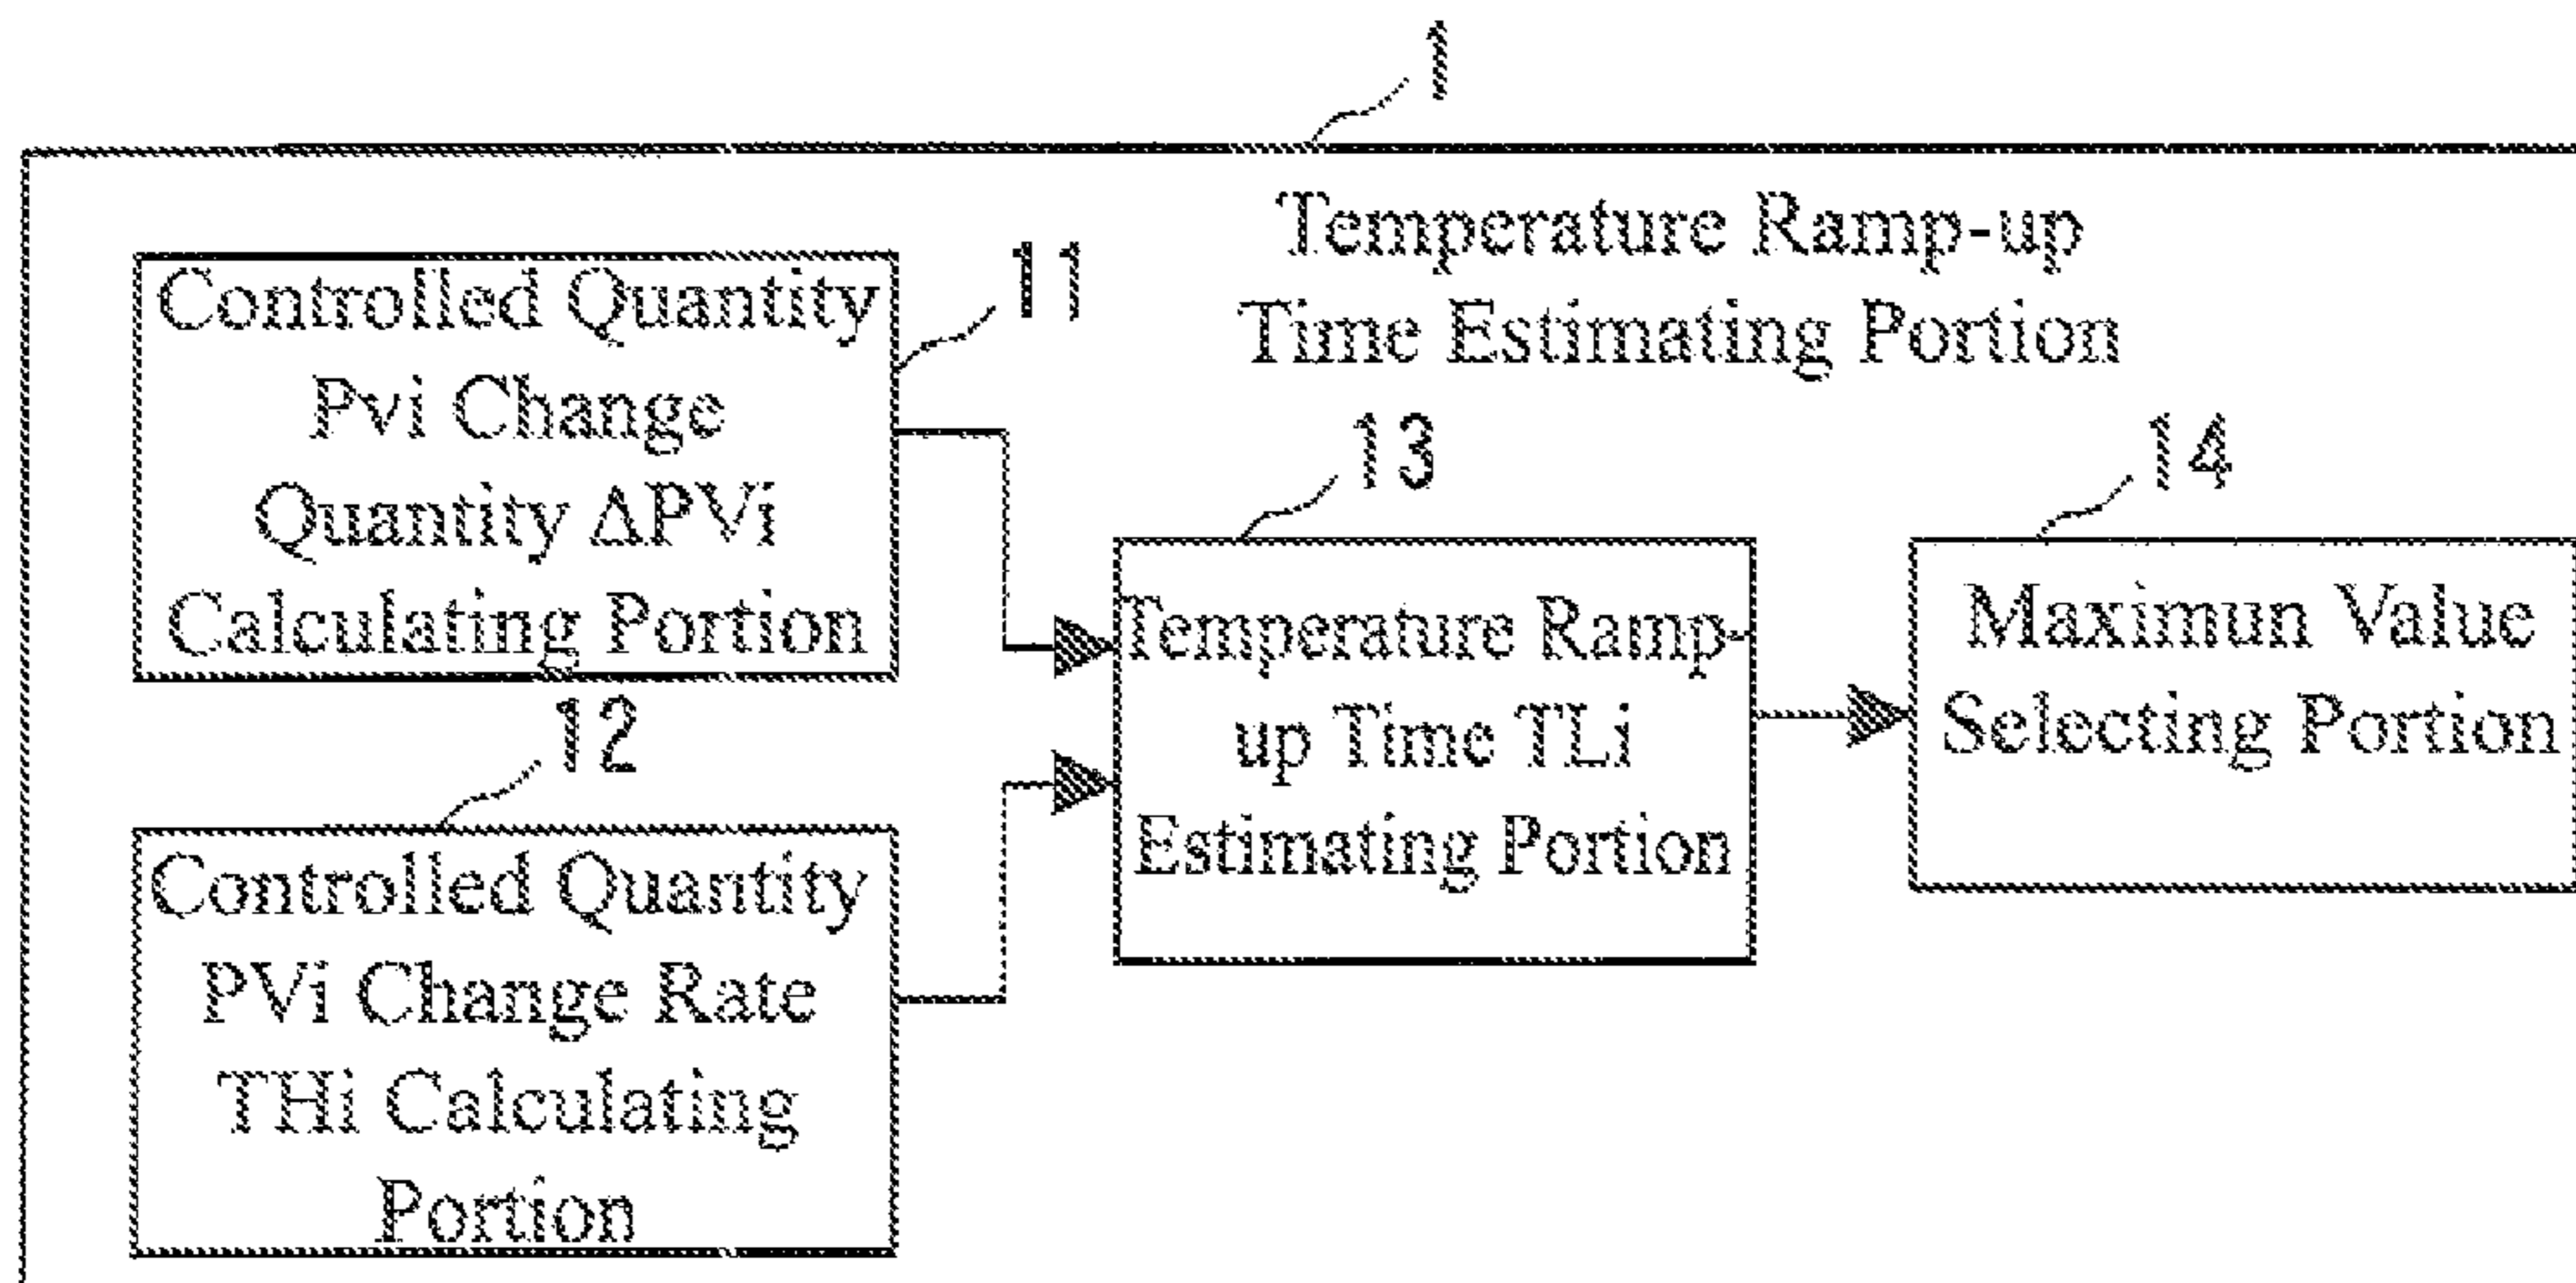 1
Temperature Ramp-up
Time Estimating Portion
11
Controlled Quantity
Pvi Change
Quantity ΔPVi
Calculating Portion
12
Controlled Quantity
PVi Change Rate
THi Calculating
Portion
13
Temperature Ramp-
up Time TLi
Estimating Portion
14
Maximun Value
Selecting Portion